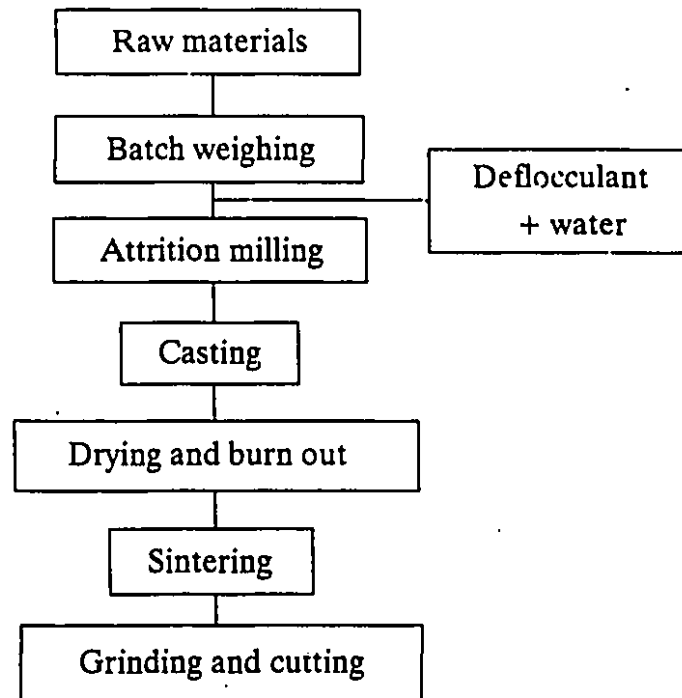 Raw materials
Batch weighing
Deflocculant
+ water
Attrition milling
Casting
Drying and burn out
Sintering
Grinding and cutting